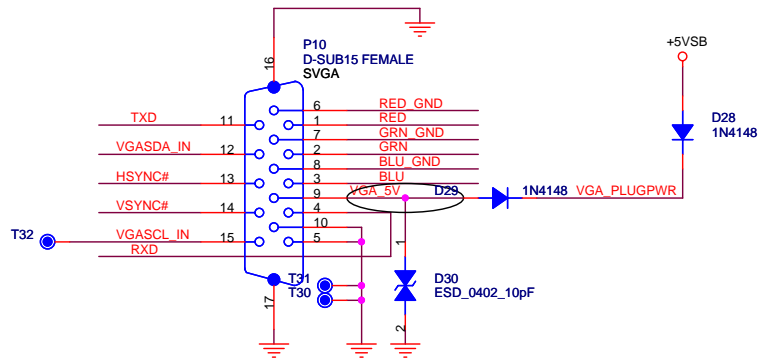 P10
D-SUB15 FEMALE
SVGA
16
+5VSB
6 RED_GND
TXD 11 1 RED
7 GRN_GND
D28
1N4148
VGASDA_IN 12 2 GRN
8 BLU_GND
HSYNC# 13 3 BLU
9 VGA_5V D29 1N4148 VGA_PLUGPWR
VSYNC# 14 4
10
T32 VGASCL_IN 15 5
RXD
1
T31
T30
D30
ESD_0402_10pF
17
2